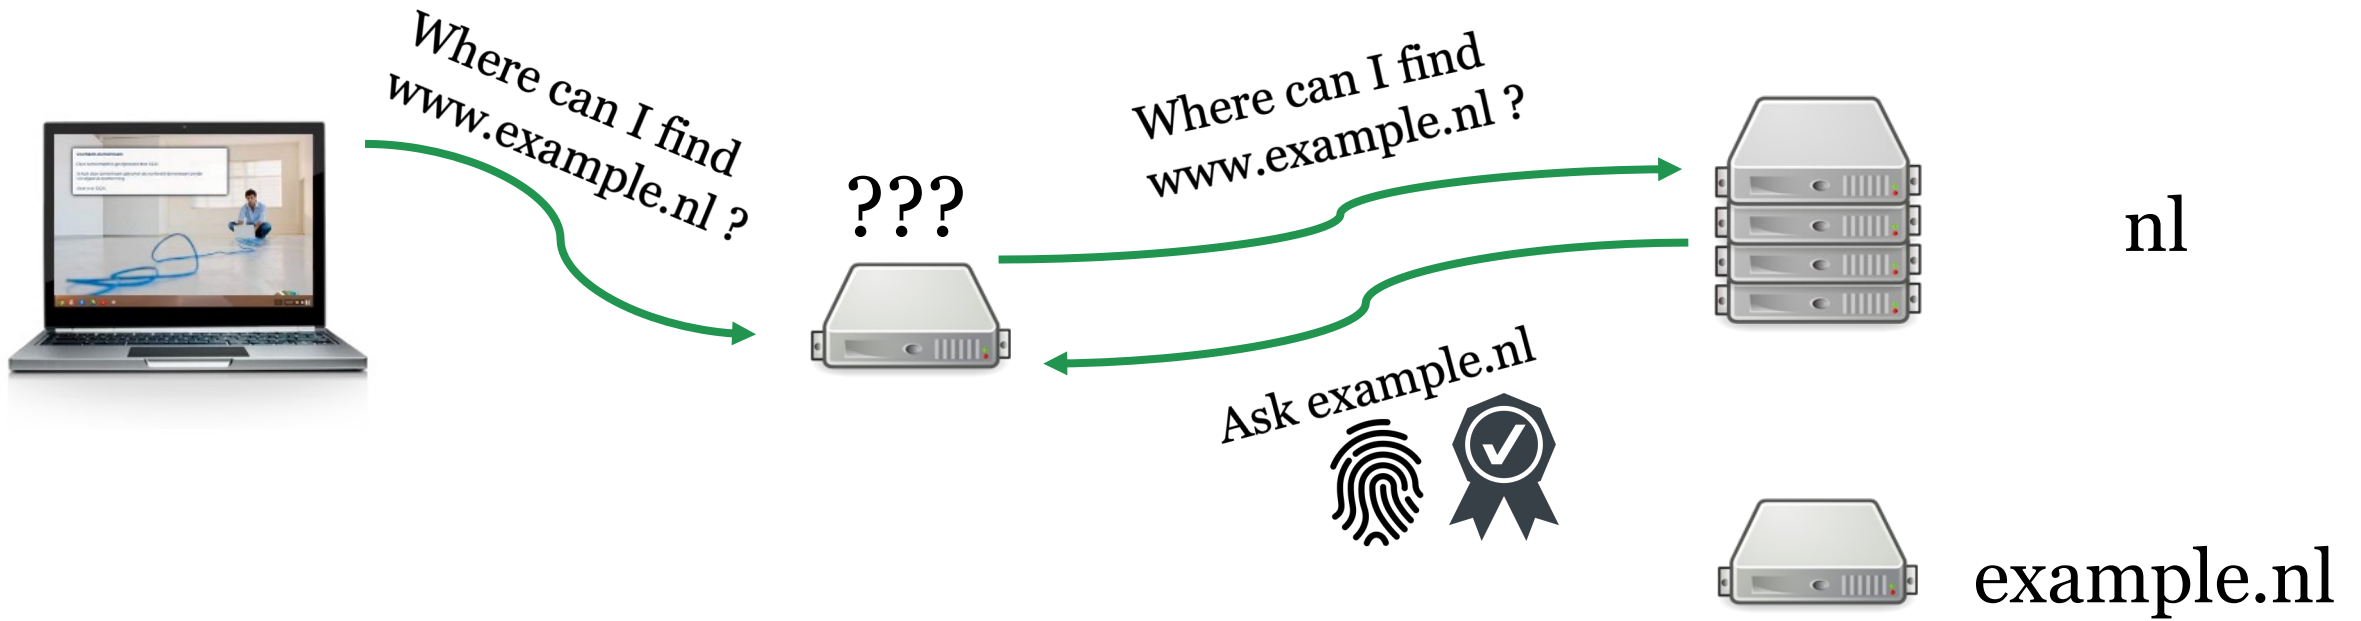 Where can I find
www.example.nl ?
???
Where can I find
www.example.nl ?
nl
Ask example.nl
example.nl